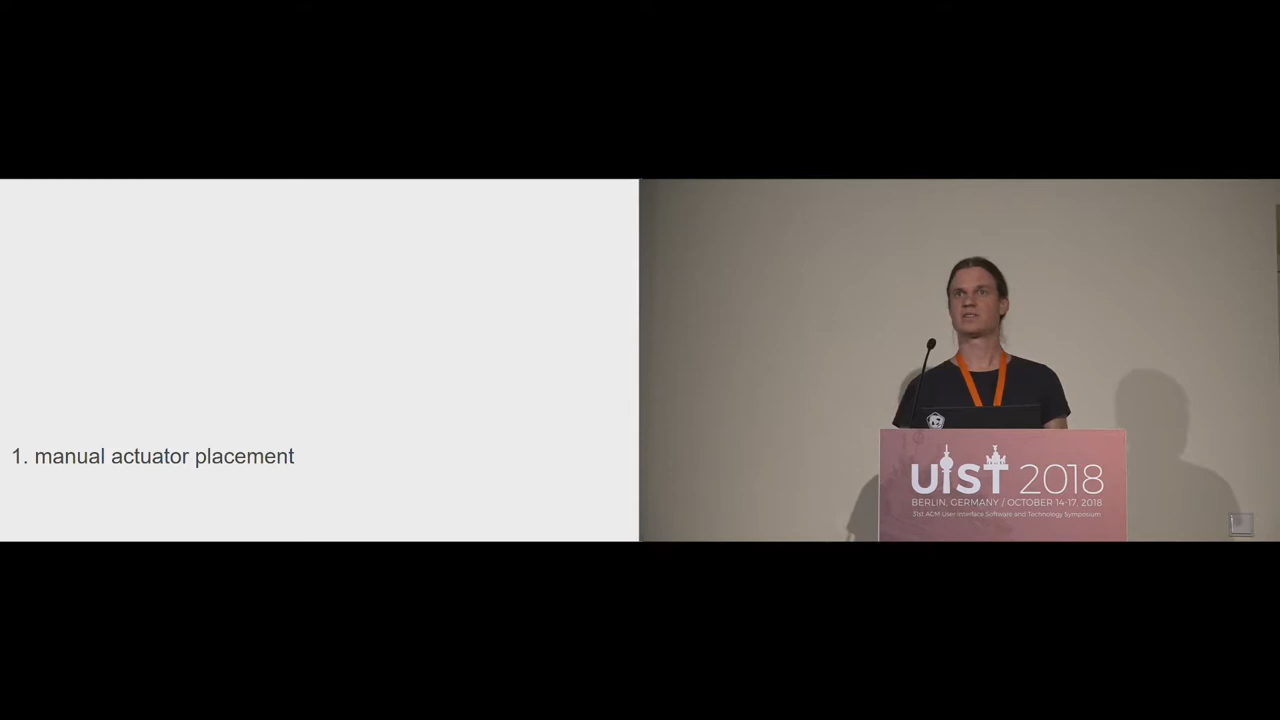 1. manual actuator placement
UIST 2018
BERLIN, GERMANY / OCTOBER 14-17, 2018
31st ACM User Interface Software and Technology Symposium